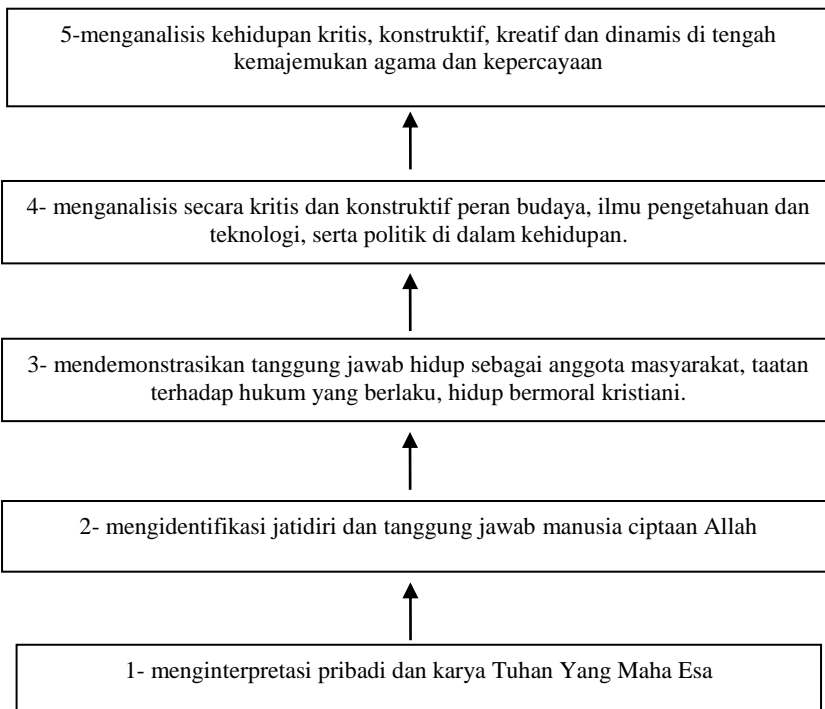 5-menganalisis kehidupan kritis, konstruktif, kreatif dan dinamis di tengah
kemajemukan agama dan kepercayaan
4- menganalisis secara kritis dan konstruktif peran budaya, ilmu pengetahuan dan
teknologi, serta politik di dalam kehidupan.
3- mendemonstrasikan tanggung jawab hidup sebagai anggota masyarakat, taatan
terhadap hukum yang berlaku, hidup bermoral kristiani.
2- mengidentifikasi jatidiri dan tanggung jawab manusia ciptaan Allah
1- menginterpretasi pribadi dan karya Tuhan Yang Maha Esa